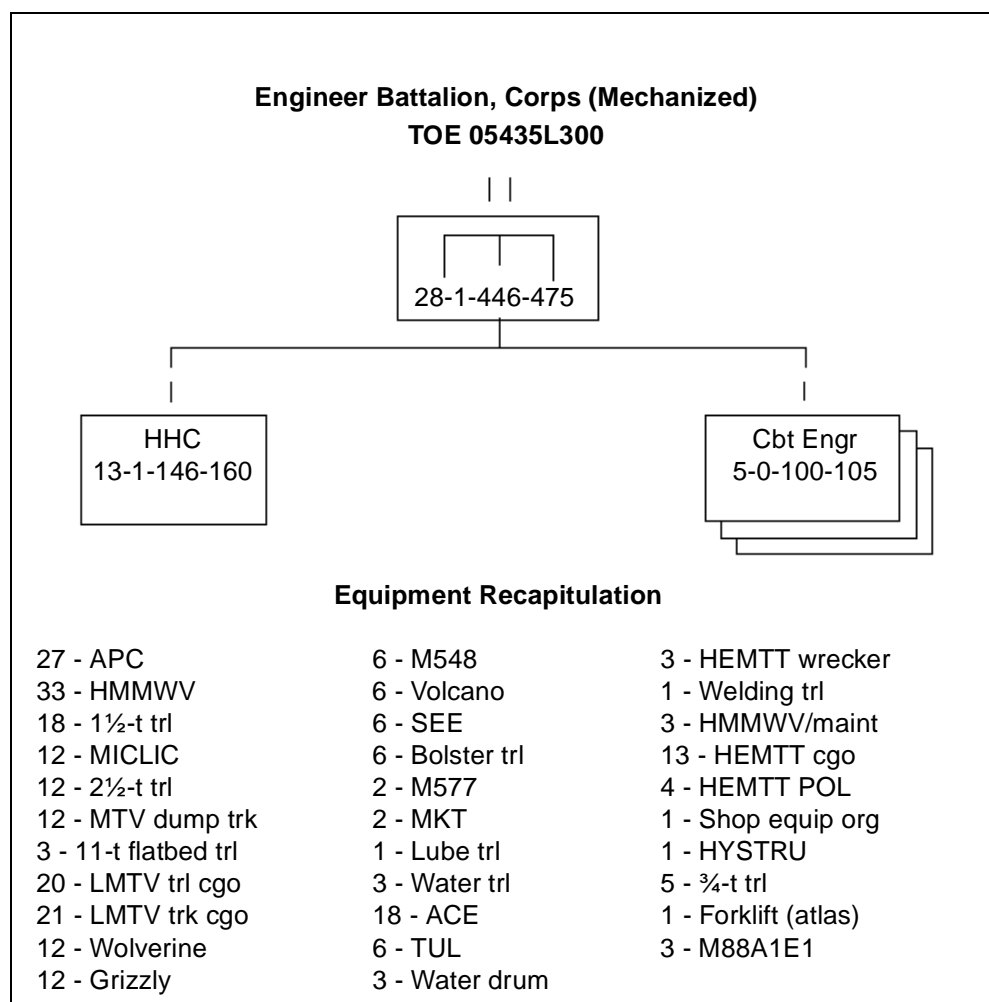 Engineer Battalion, Corps (Mechanized)
TOE 05435L300
28-1-446-475
HHC
13-1-146-160
Cbt Engr
5-0-100-105
Equipment Recapitulation
27 - APC
33 - HMMWV
18 - 1½-t trl
12 - MICLIC
12 - 2½-t trl
12 - MTV dump trk
3 - 11-t flatbed trl
20 - LMTV trl cgo
21 - LMTV trk cgo
12 - Wolverine
12 - Grizzly
6 - M548
6 - Volcano
6 - SEE
6 - Bolster trl
2 - M577
2 - MKT
1 - Lube trl
3 - Water trl
18 - ACE
6 - TUL
3 - Water drum
3 - HEMTT wrecker
1 - Welding trl
3 - HMMWV/maint
13 - HEMTT cgo
4 - HEMTT POL
1 - Shop equip org
1 - HYSTRU
5 - ¾-t trl
1 - Forklift (atlas)
3 - M88A1E1